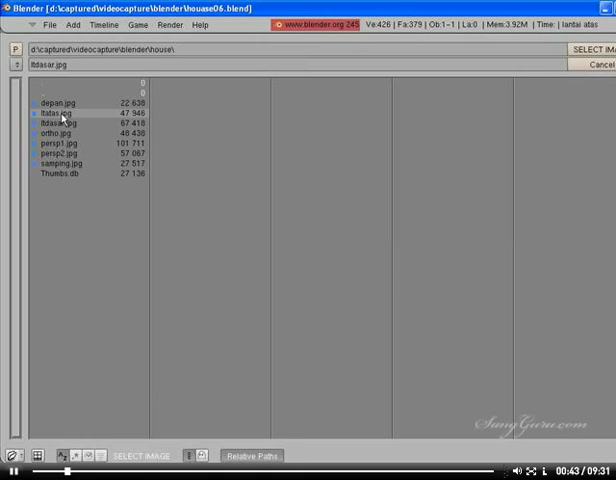 Blender [d:\captured\videocapture\blender\houase06.blend]
File Add Timeline Game Render Help www.blender.org 245 Ve:426 | Fa:379 | Ob:1-1 | La:0 | Mem:3.92M | Time: | lantai atas
P d:\captured\videocapture\blender\house\ SELECT IMA
ltdasar.jpg Cancel
. 0
.. 0
depan.jpg 22 638
ltatas.jpg 47 946
ltdasar.jpg 67 418
ortho.jpg 48 438
persp1.jpg 101 711
persp2.jpg 57 067
samping.jpg 27 517
Thumbs.db 27 136
SangGuru.com
SELECT IMAGE Relative Paths
00:43 / 09:31